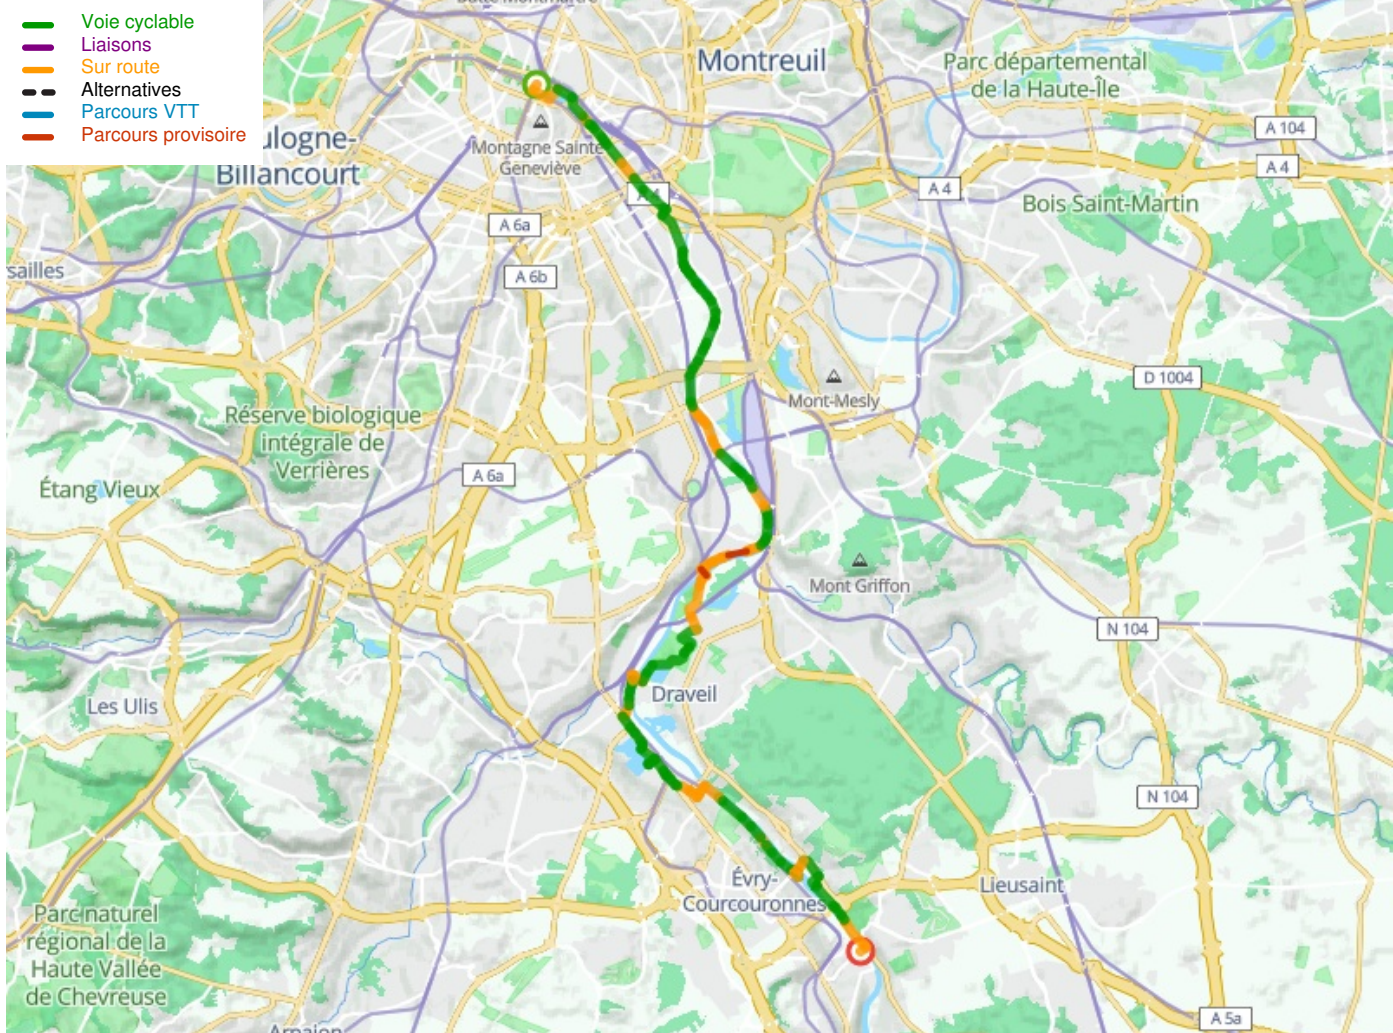 Voie cyclable
Liaisons
Sur route
Alternatives
Parcours VTT
Parcours provisoire
Montreuil
Parc départemental
de la Haute-Île
A 104
A 4
A 4
ulogne-
Billancourt
Montagne Sainte
Geneviève
Bois Saint-Martin
A 6a
A 6b
sailles
D 1004
Mont-Mesly
Réserve biologique
intégrale de
Verrières
A 6a
Étang Vieux
Mont Griffon
N 104
Les Ulis
Draveil
N 104
Évry-
Courcouronnes
Lieusaint
Parc naturel
régional de la
Haute Vallée
de Chevreuse
A 5a